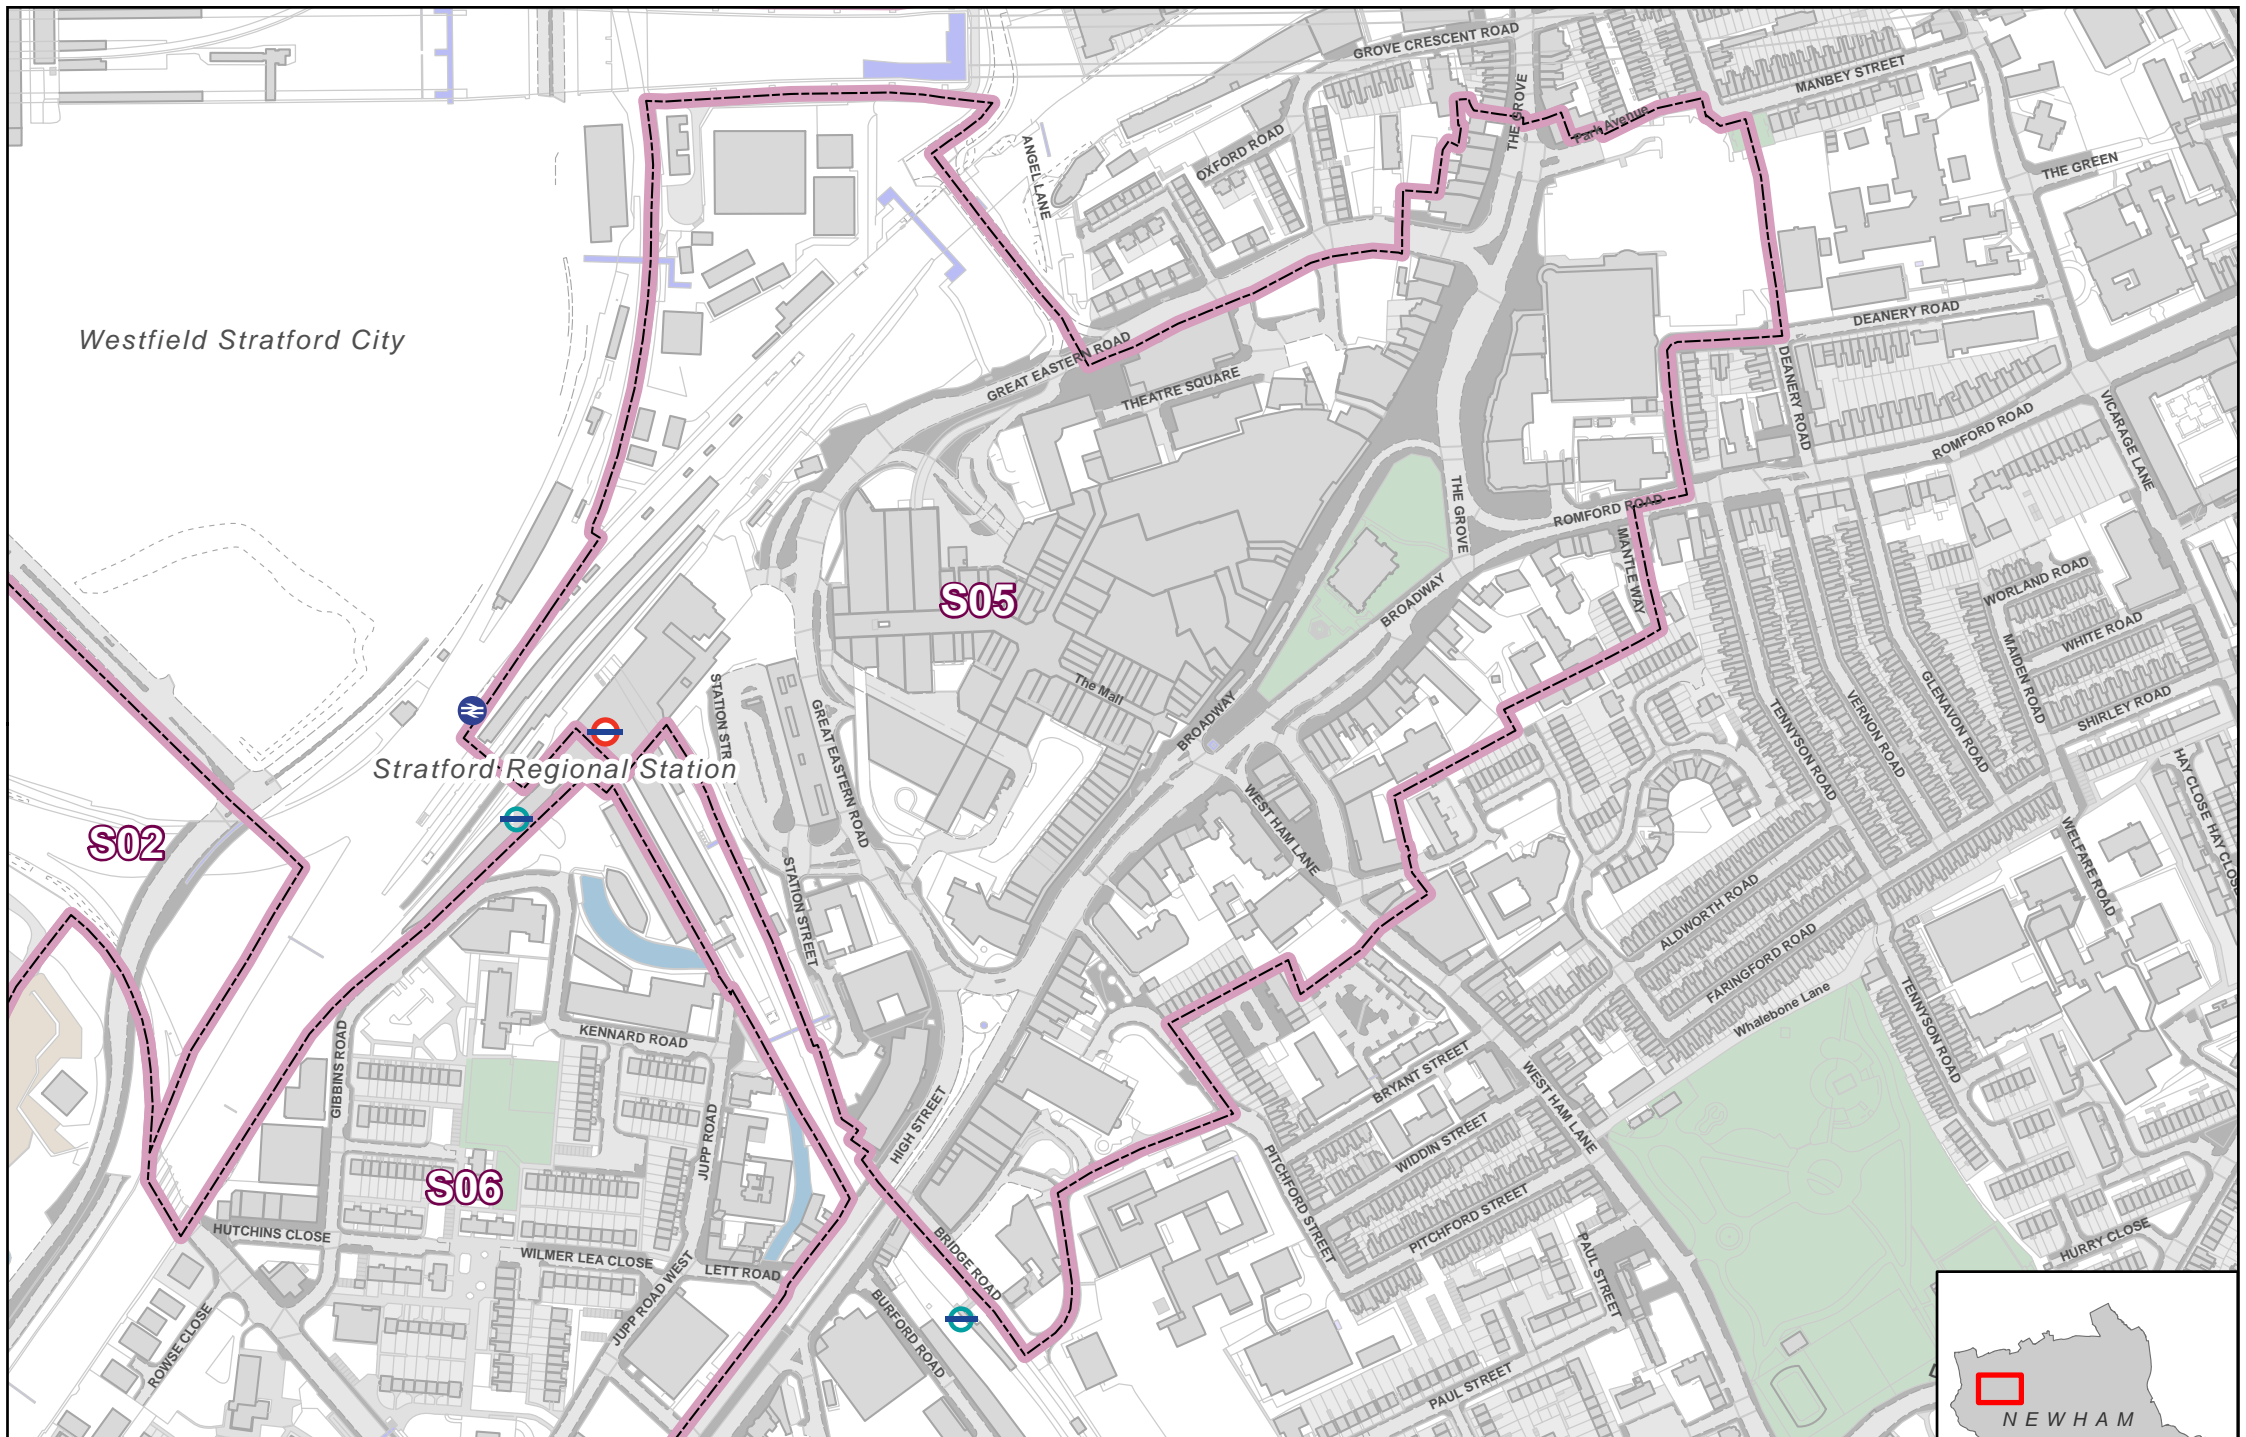 GROVE CRESCENT ROAD
MANBEY STREET
THE GROVE
Park Avenue
OXFORD ROAD
ANGEL LANE
THE GREEN
Westfield Stratford City
DEANERY ROAD
GREAT EASTERN ROAD
THEATRE SQUARE
DEANERY ROAD
VICARAGE LANE
ROMFORD ROAD
THE GROVE
ROMFORD ROAD
MANTLE WAY
S05
BROADWAY
WORLAND ROAD
WHITE ROAD
MAIDEN ROAD
GLENAVON ROAD
VERNON ROAD
TENNYSON ROAD
SHIRLEY ROAD
The Mall
BROADWAY
STATION STR
GREAT EASTERN ROAD
Stratford Regional Station
HAY CLOSE
HAY CLOSE
WEST HAM LANE
S02
WELFARE ROAD
STATION STREET
ALDWORTH ROAD
FARINGFORD ROAD
Whalebone Lane
TENNYSON ROAD
KENNARD ROAD
GIBBINS ROAD
BRYANT STREET
WEST HAM LANE
HIGH STREET
JUPP ROAD
WIDDIN STREET
PITCHFORD STREET
S06
PITCHFORD STREET
HUTCHINS CLOSE
WILMER LEA CLOSE
LETT ROAD
BRIDGE ROAD
PAUL STREET
HURRY CLOSE
JUPP ROAD WEST
BURFORD ROAD
ROWSE CLOSE
PAUL STREET
NEWHAM